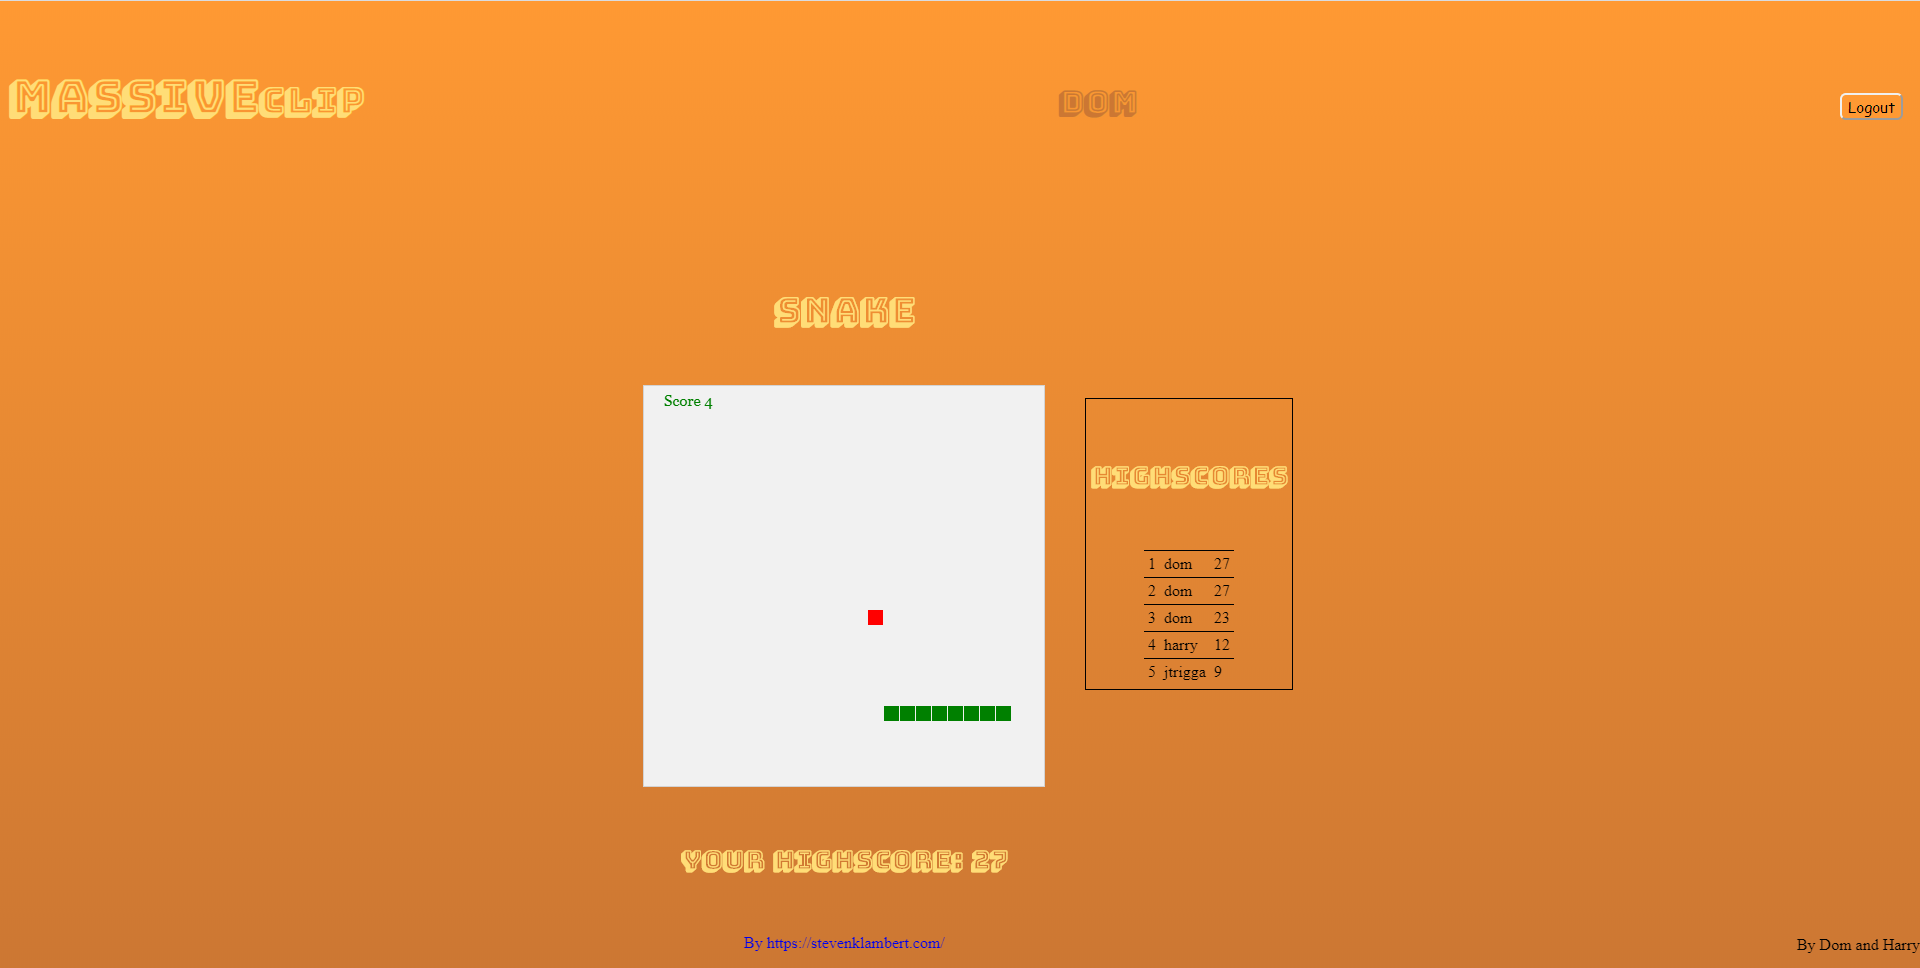 MASSIVECLIP
DOM
Logout
SNAKE
Score 4
HIGHSCORES
1 dom 27
2 dom 27
3 dom 23
4 harry 12
5 jtrigga 9
YOUR HIGHSCORE: 27
By https://stevenklambert.com/
By Dom and Harry